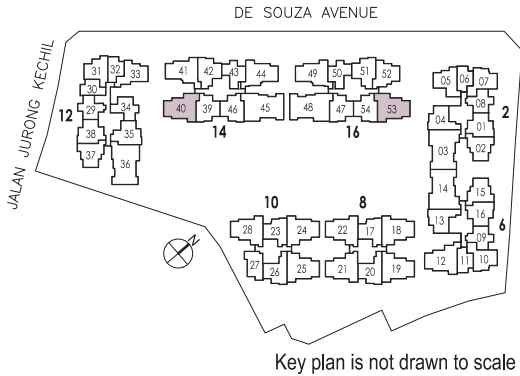 DE SOUZA AVENUE
JALAN JURONG KECHIL
31 32 33
30
29 34
12
38 35
37 36
41 42 43 44
40 39 46 45
14
49 50 51 52
48 47 54 53
16
05 06 07
08
04 01
2
03 02
14 15
13 16
6
09
12 11 10
10
28 23 24
27 26 25
8
22 17 18
21 20 19
N
Key plan is not drawn to scale